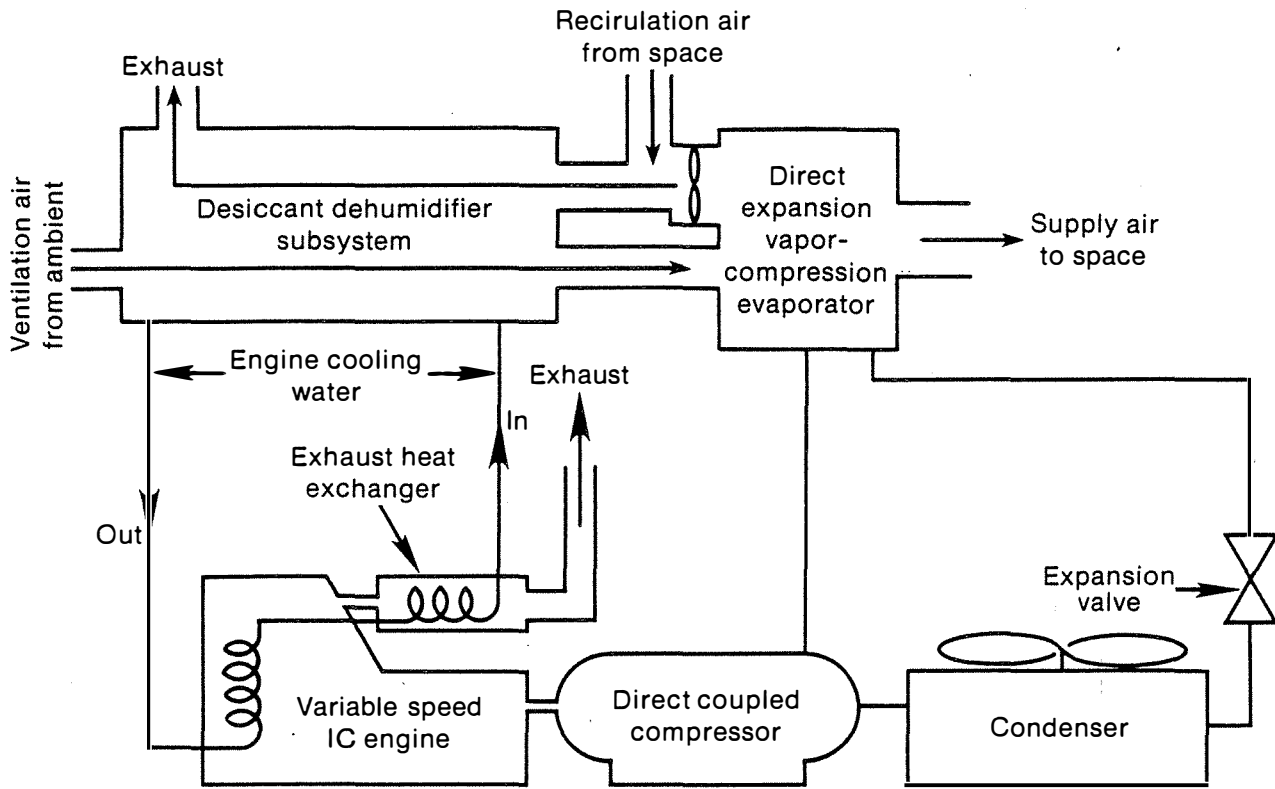 Recirulation air
from space
Exhaust
Desiccant dehumidifier
subsystem
Direct
expansion
vapor-
compression
evaporator
Supply air
to space
Ventilation air
from ambient
Engine cooling
water
Exhaust
In
Exhaust heat
exchanger
Out
Expansion
valve
Variable speed
IC engine
Direct coupled
compressor
Condenser